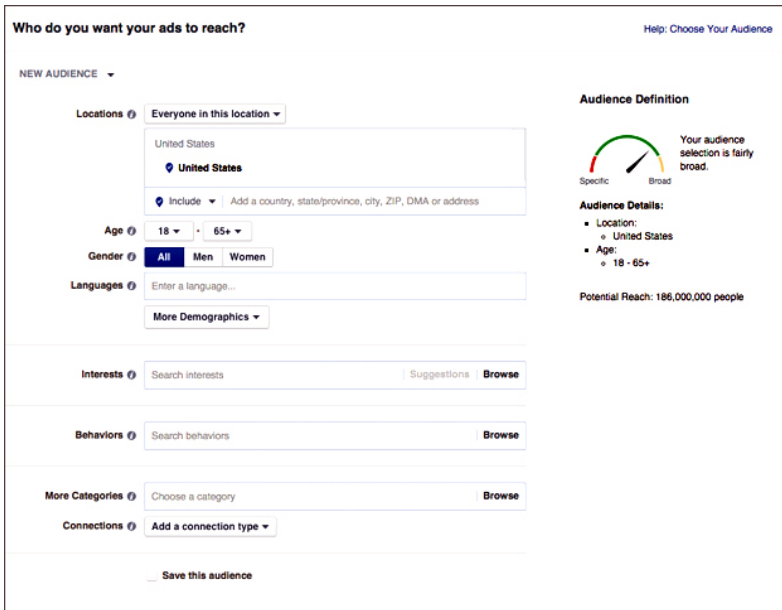 Who do you want your ads to reach?
Help: Choose Your Audience
NEW AUDIENCE
Locations
Everyone in this location
United States
United States
Include
Add a country, state/province, city, ZIP, DMA or address
Age
18 - 65+
Gender
All Men Women
Languages
Enter a language...
More Demographics
Interests
Search interests
Suggestions
Browse
Behaviors
Search behaviors
Browse
More Categories
Choose a category
Browse
Connections
Add a connection type
Save this audience
Audience Definition
Specific
Broad
Your audience
selection is fairly
broad.
Audience Details:
Location:
United States
Age:
18 - 65+
Potential Reach: 186,000,000 people